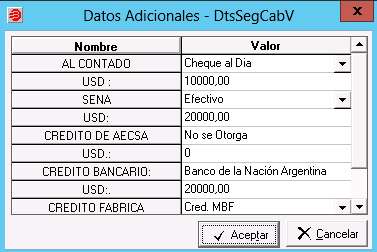 Datos Adicionales - DtsSegCabV
Nombre Valor
AL CONTADO Cheque al Dia
USD : 10000,00
SENA Efectivo
USD: 20000,00
CREDITO DE AECSA No se Otorga
USD.: 0
CREDITO BANCARIO: Banco de la Nación Argentina
USD:. 20000,00
CREDITO FABRICA Cred. MBF
Aceptar Cancelar